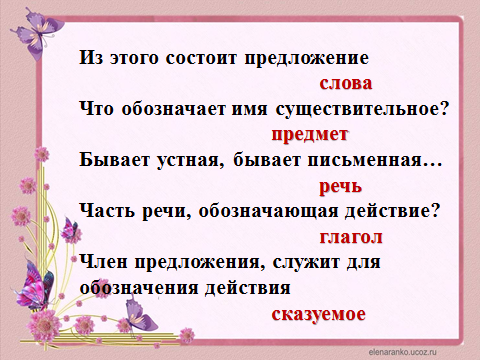 Из этого состоит предложение
слова
Что обозначает имя существительное?
предмет
Бывает устная, бывает письменная…
речь
Часть речи, обозначающая действие?
глагол
Член предложения, служит для
обозначения действия
сказуемое
elenaranko.ucoz.ru